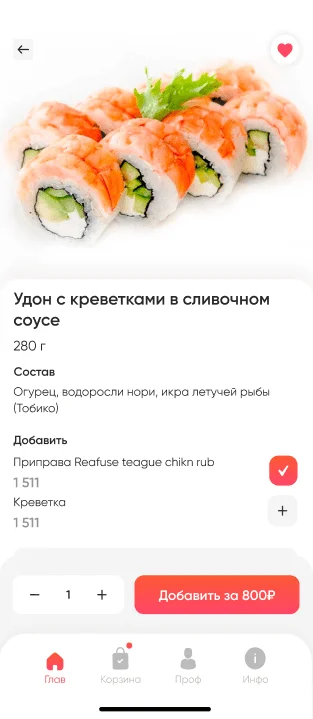 Удон с креветками в сливочном
соусе
280 г
Состав
Огурец, водоросли нори, икра летучей рыбы
(Тобико)
Добавить
Приправа Reafuse teague chikn rub
1 511
Креветка
1 511
− 1 +
Добавить за 800₽
Глав Корзина Проф Инфо